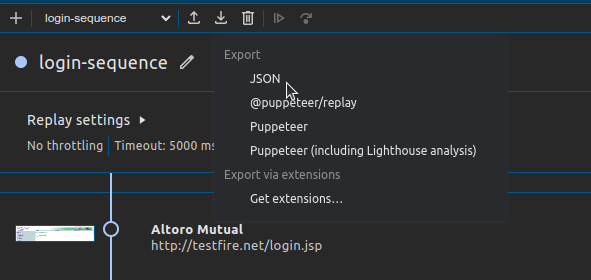 login-sequence
Export
login-sequence
JSON
@puppeteer/replay
Replay settings
Puppeteer
No throttling Timeout: 5000 ms
Puppeteer (including Lighthouse analysis)
Export via extensions
Get extensions…
Altoro Mutual
http://testfire.net/login.jsp